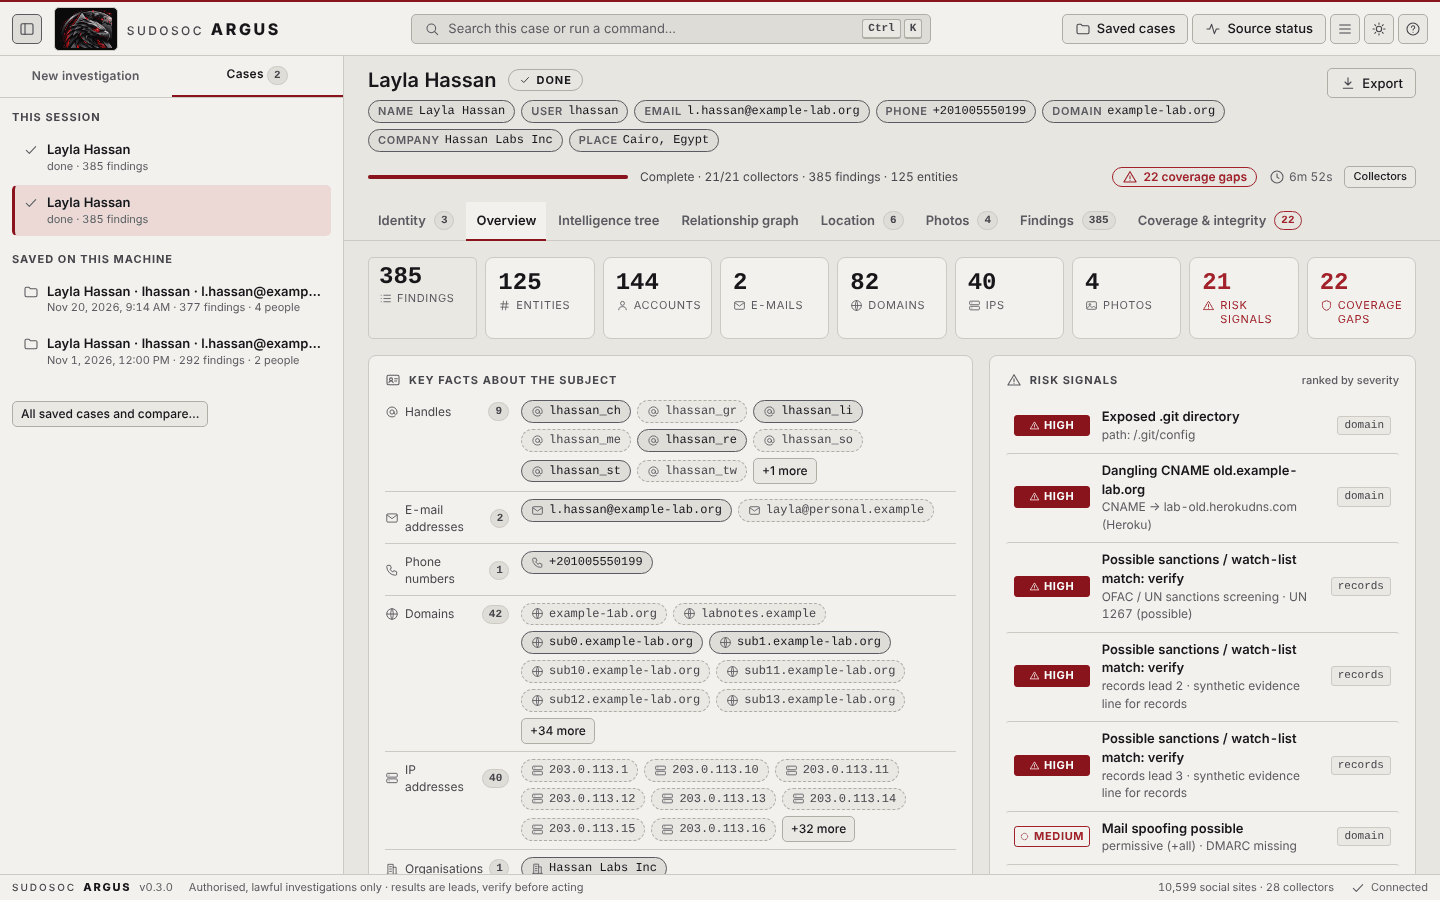 SUDOSOC ARGUS
Search this case or run a command...
Ctrl K
Saved cases
Source status
New investigation
Cases 2
THIS SESSION
Layla Hassan
done · 385 findings
Layla Hassan
done · 385 findings
SAVED ON THIS MACHINE
Layla Hassan · lhassan · l.hassan@examp...
Nov 20, 2026, 9:14 AM · 377 findings · 4 people
Layla Hassan · lhassan · l.hassan@examp...
Nov 1, 2026, 12:00 PM · 292 findings · 2 people
All saved cases and compare...
Layla Hassan
DONE
Export
NAME Layla Hassan
USER lhassan
EMAIL l.hassan@example-lab.org
PHONE +201005550199
DOMAIN example-lab.org
COMPANY Hassan Labs Inc
PLACE Cairo, Egypt
Complete · 21/21 collectors · 385 findings · 125 entities
22 coverage gaps
6m 52s
Collectors
Identity 3
Overview
Intelligence tree
Relationship graph
Location 6
Photos 4
Findings 385
Coverage & integrity 22
385
FINDINGS
125
ENTITIES
144
ACCOUNTS
2
E-MAILS
82
DOMAINS
40
IPS
4
PHOTOS
21
RISK
SIGNALS
22
COVERAGE
GAPS
KEY FACTS ABOUT THE SUBJECT
Handles 9
lhassan_ch
lhassan_gr
lhassan_li
lhassan_me
lhassan_re
lhassan_so
lhassan_st
lhassan_tw
+1 more
E-mail
addresses
2
l.hassan@example-lab.org
layla@personal.example
Phone
numbers
1
+201005550199
Domains 42
example-1ab.org
labnotes.example
sub0.example-lab.org
sub1.example-lab.org
sub10.example-lab.org
sub11.example-lab.org
sub12.example-lab.org
sub13.example-lab.org
+34 more
IP
addresses
40
203.0.113.1
203.0.113.10
203.0.113.11
203.0.113.12
203.0.113.13
203.0.113.14
203.0.113.15
203.0.113.16
+32 more
Organisations 1
Hassan Labs Inc
RISK SIGNALS
ranked by severity
HIGH
Exposed .git directory
path: /.git/config
domain
HIGH
Dangling CNAME old.example-
lab.org
CNAME → lab-old.herokudns.com
(Heroku)
domain
HIGH
Possible sanctions / watch-list
match: verify
OFAC / UN sanctions screening · UN
1267 (possible)
records
HIGH
Possible sanctions / watch-list
match: verify
records lead 2 · synthetic evidence
line for records
records
HIGH
Possible sanctions / watch-list
match: verify
records lead 3 · synthetic evidence
line for records
records
MEDIUM
Mail spoofing possible
permissive (+all) · DMARC missing
domain
SUDOSOC ARGUS v0.3.0
Authorised, lawful investigations only · results are leads, verify before acting
10,599 social sites · 28 collectors
Connected